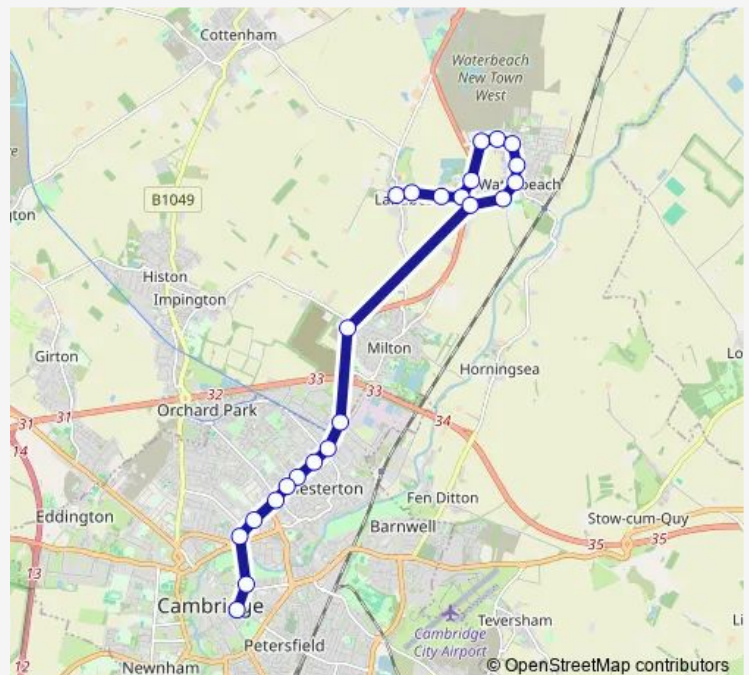 Cottenham
Waterbeach
New Town
West
B1049
Waterbeach
Histon
Impington
Girton
Milton
Horningsea
33
33
32
Orchard Park
31
31
34
14
Fen Ditton
Eddington
Barnwell
Stow-cum-Quy
35
35
13
Cambridge
Cambridge
City Airport
Teversham
Petersfield
12
Newnham
© OpenStreetMap contributors